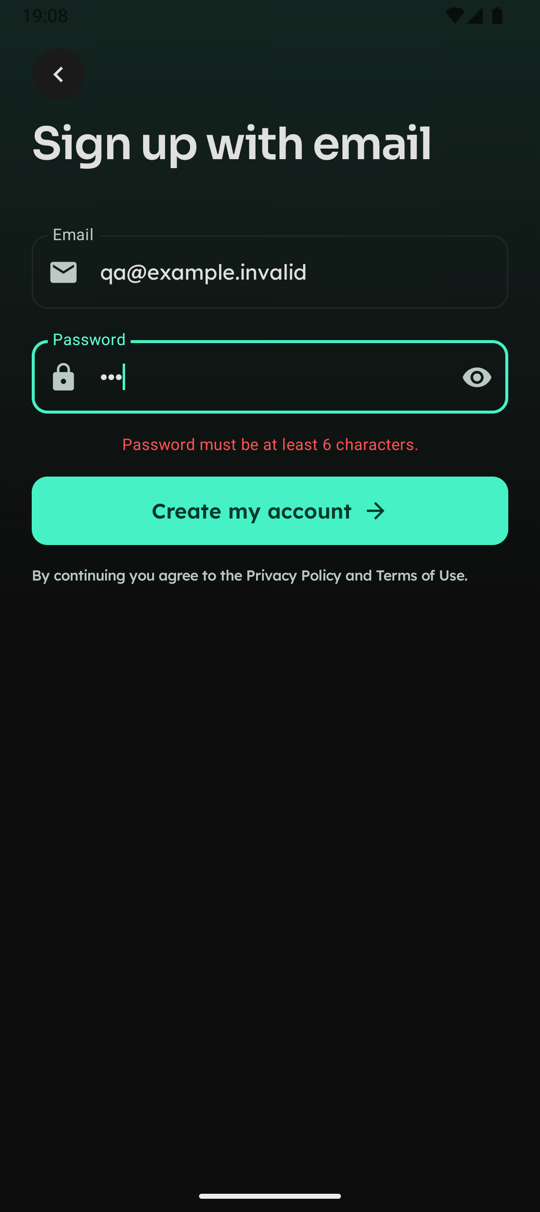 19:08
Sign up with email
Email
qa@example.invalid
Password
•••
Password must be at least 6 characters.
Create my account →
By continuing you agree to the Privacy Policy and Terms of Use.